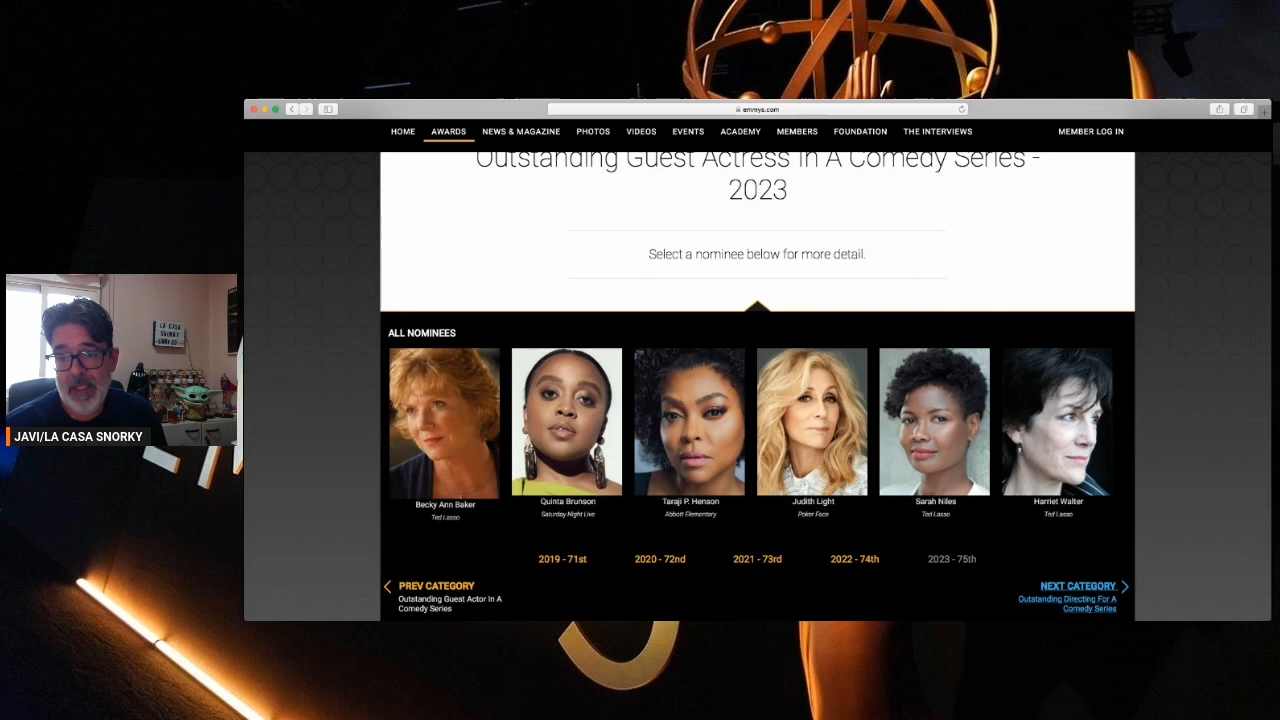 emmys.com
HOME AWARDS NEWS & MAGAZINE PHOTOS VIDEOS EVENTS ACADEMY MEMBERS FOUNDATION THE INTERVIEWS MEMBER LOG IN
Outstanding Guest Actress In A Comedy Series -
2023
Select a nominee below for more detail.
ALL NOMINEES
Becky Ann Baker
Ted Lasso
Quinta Brunson
Saturday Night Live
Taraji P. Henson
Abbott Elementary
Judith Light
Poker Face
Sarah Niles
Ted Lasso
Harriet Walter
Ted Lasso
2019 - 71st 2020 - 72nd 2021 - 73rd 2022 - 74th 2023 - 75th
PREV CATEGORY
Outstanding Guest Actor In A
Comedy Series
NEXT CATEGORY
Outstanding Directing For A
Comedy Series
LA CASA
SNORKY
JAVI/LA CASA SNORKY